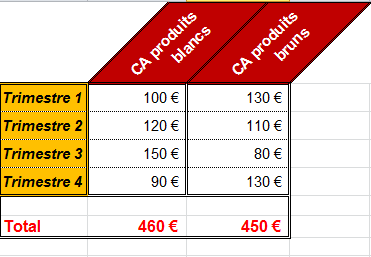 CA produits
blancs
CA produits
bruns
Trimestre 1 100 € 130 €
Trimestre 2 120 € 110 €
Trimestre 3 150 € 80 €
Trimestre 4 90 € 130 €
Total 460 € 450 €